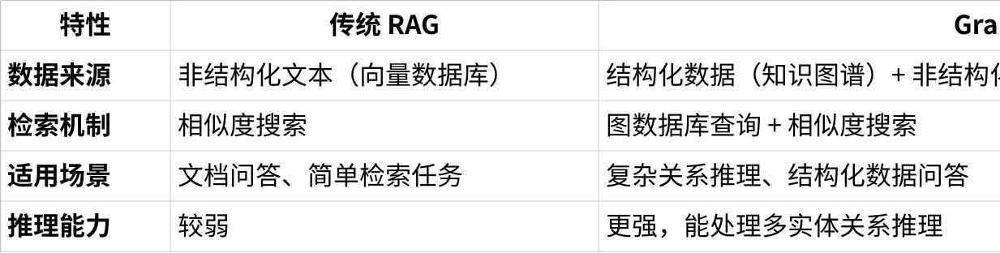 特性 传统 RAG Gra
数据来源 非结构化文本（向量数据库） 结构化数据（知识图谱）+ 非结构
检索机制 相似度搜索 图数据库查询 + 相似度搜索
适用场景 文档问答、简单检索任务 复杂关系推理、结构化数据问答
推理能力 较弱 更强，能处理多实体关系推理